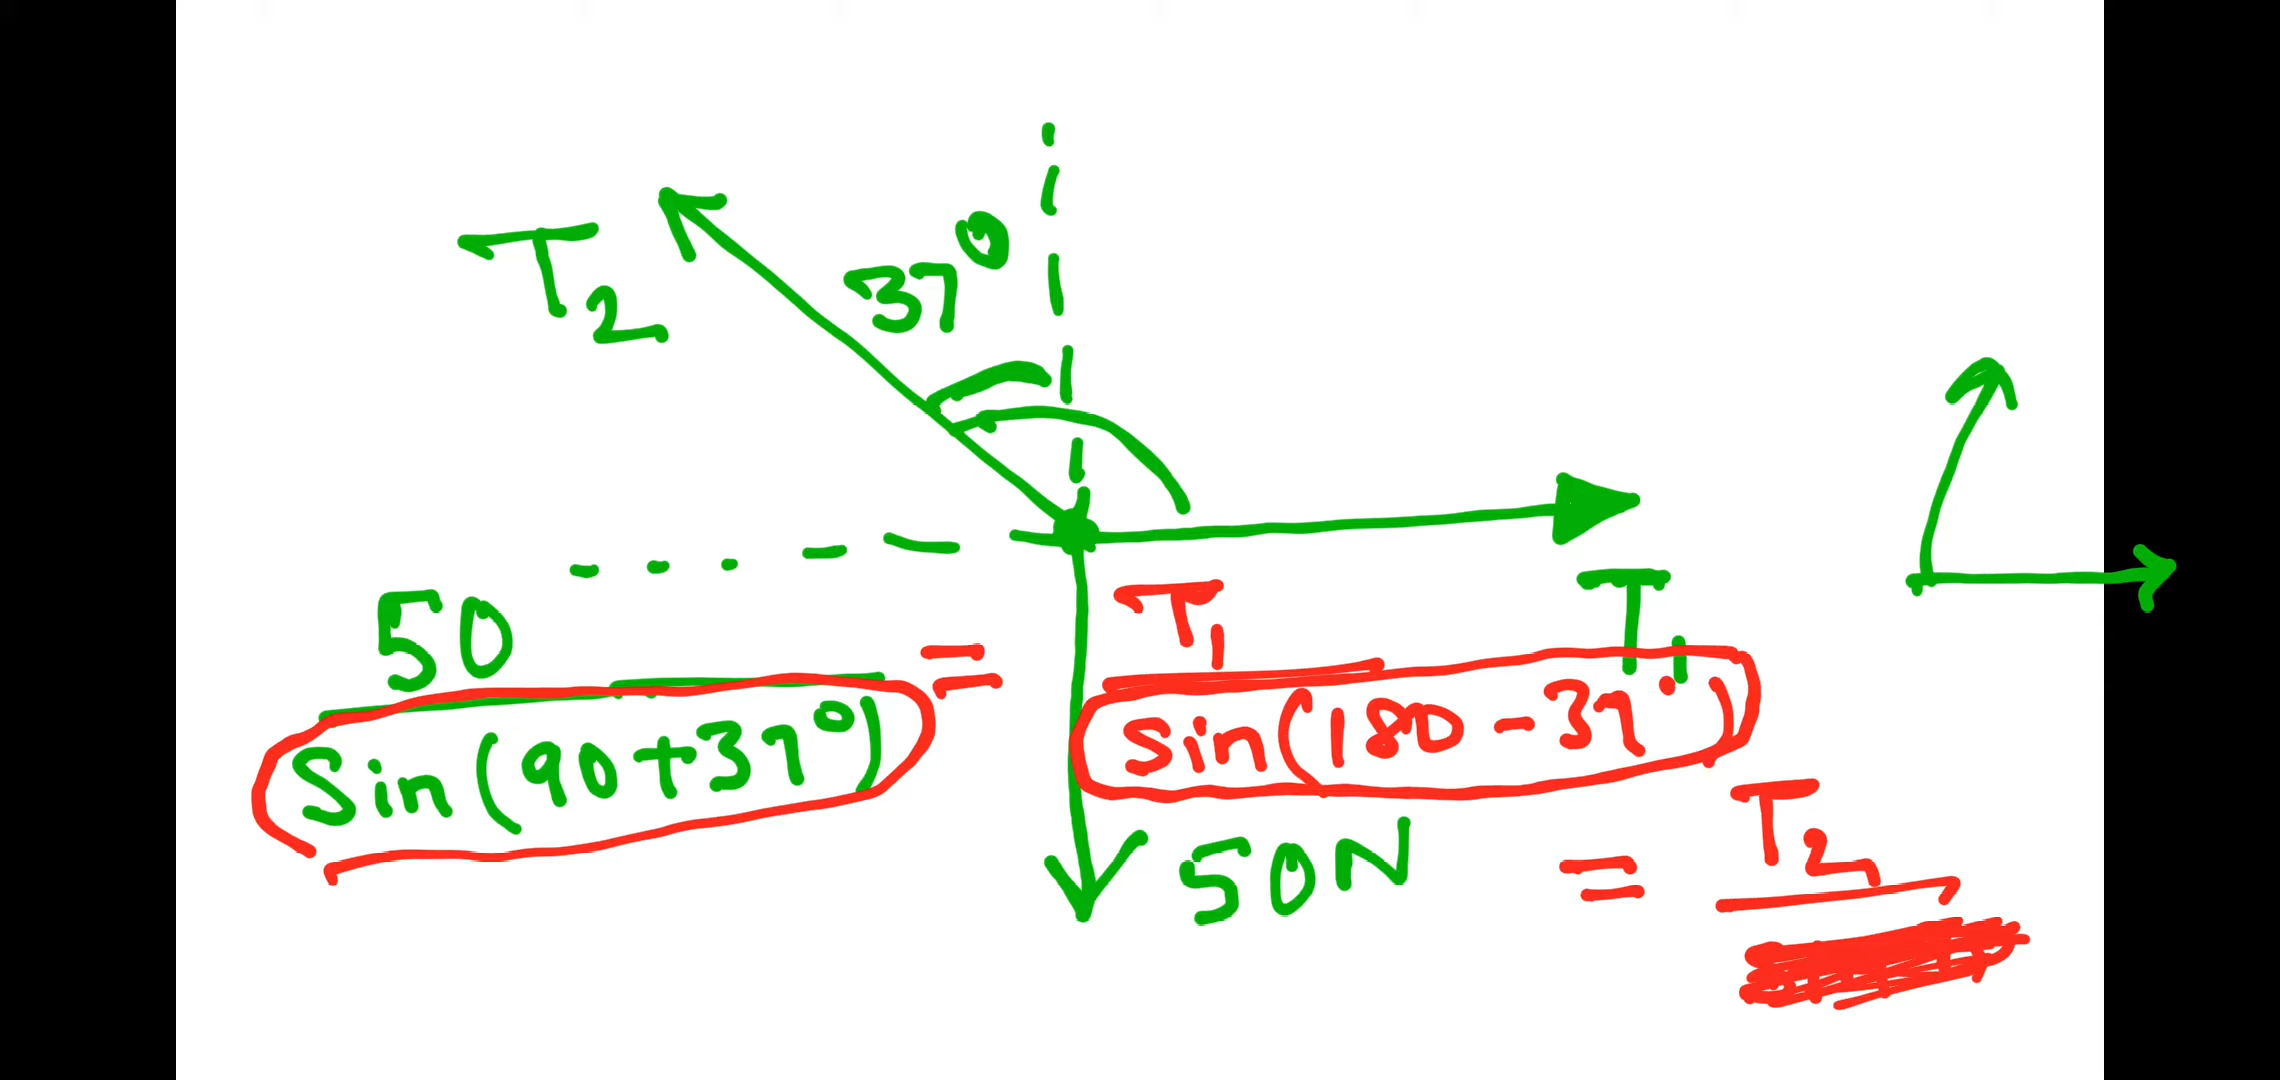 T2
37°
50
Sin(90+37°)
=
T1
Sin(180-37°)
T1
50N
=
T2